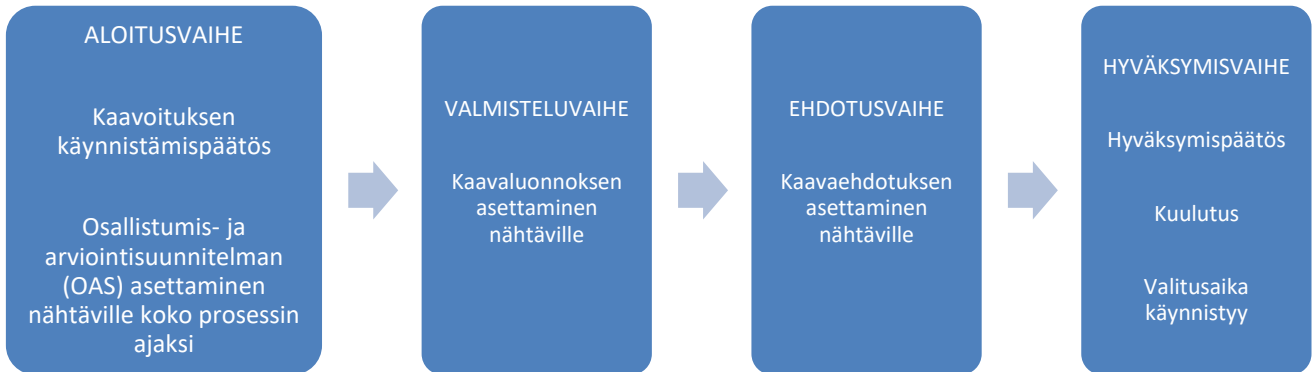 ALOITUSVAIHE
Kaavoituksen
käynnistämispäätös
Osallistumis- ja
arviointisuunnitelman
(OAS) asettaminen
nähtäville koko prosessin
ajaksi
VALMISTELUVAIHE
Kaavaluonnoksen
asettaminen
nähtäville
EHDOTUSVAIHE
Kaavaehdotuksen
asettaminen
nähtäville
HYVÄKSYMISVAIHE
Hyväksymispäätös
Kuulutus
Valitusaika
käynnistyy